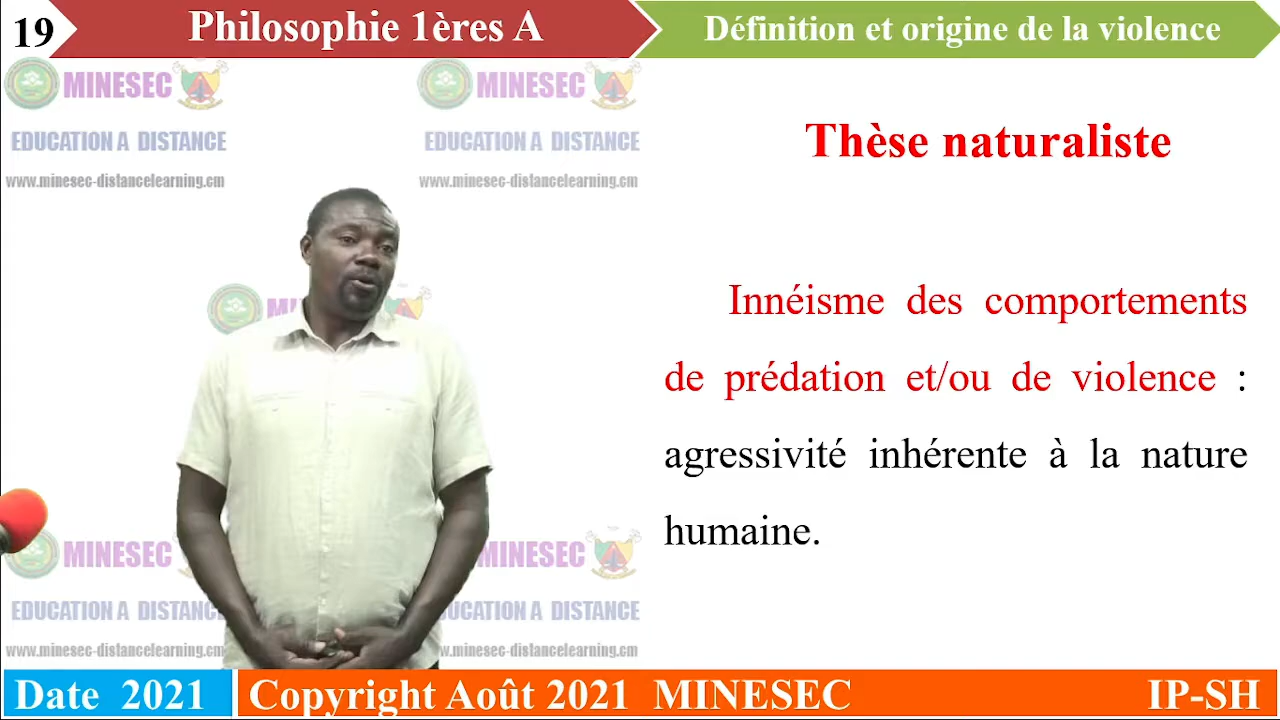 19
Philosophie 1ères A
Définition et origine de la violence
MINESEC
MINESEC
EDUCATION A DISTANCE
EDUCATION A DISTANCE
www.minesec-distancelearning.cm
www.minesec-distancelearning.cm
Thèse naturaliste
Innéisme des comportements
de prédation et/ou de violence :
agressivité inhérente à la nature
humaine.
MINESEC
MINESEC
EDUCATION A DISTANC
DUCATION A DISTANCE
www.minesec-distancelearning.cm
w.minesec-distancelearning.cm
Date 2021
Copyright Août 2021 MINESEC
IP-SH